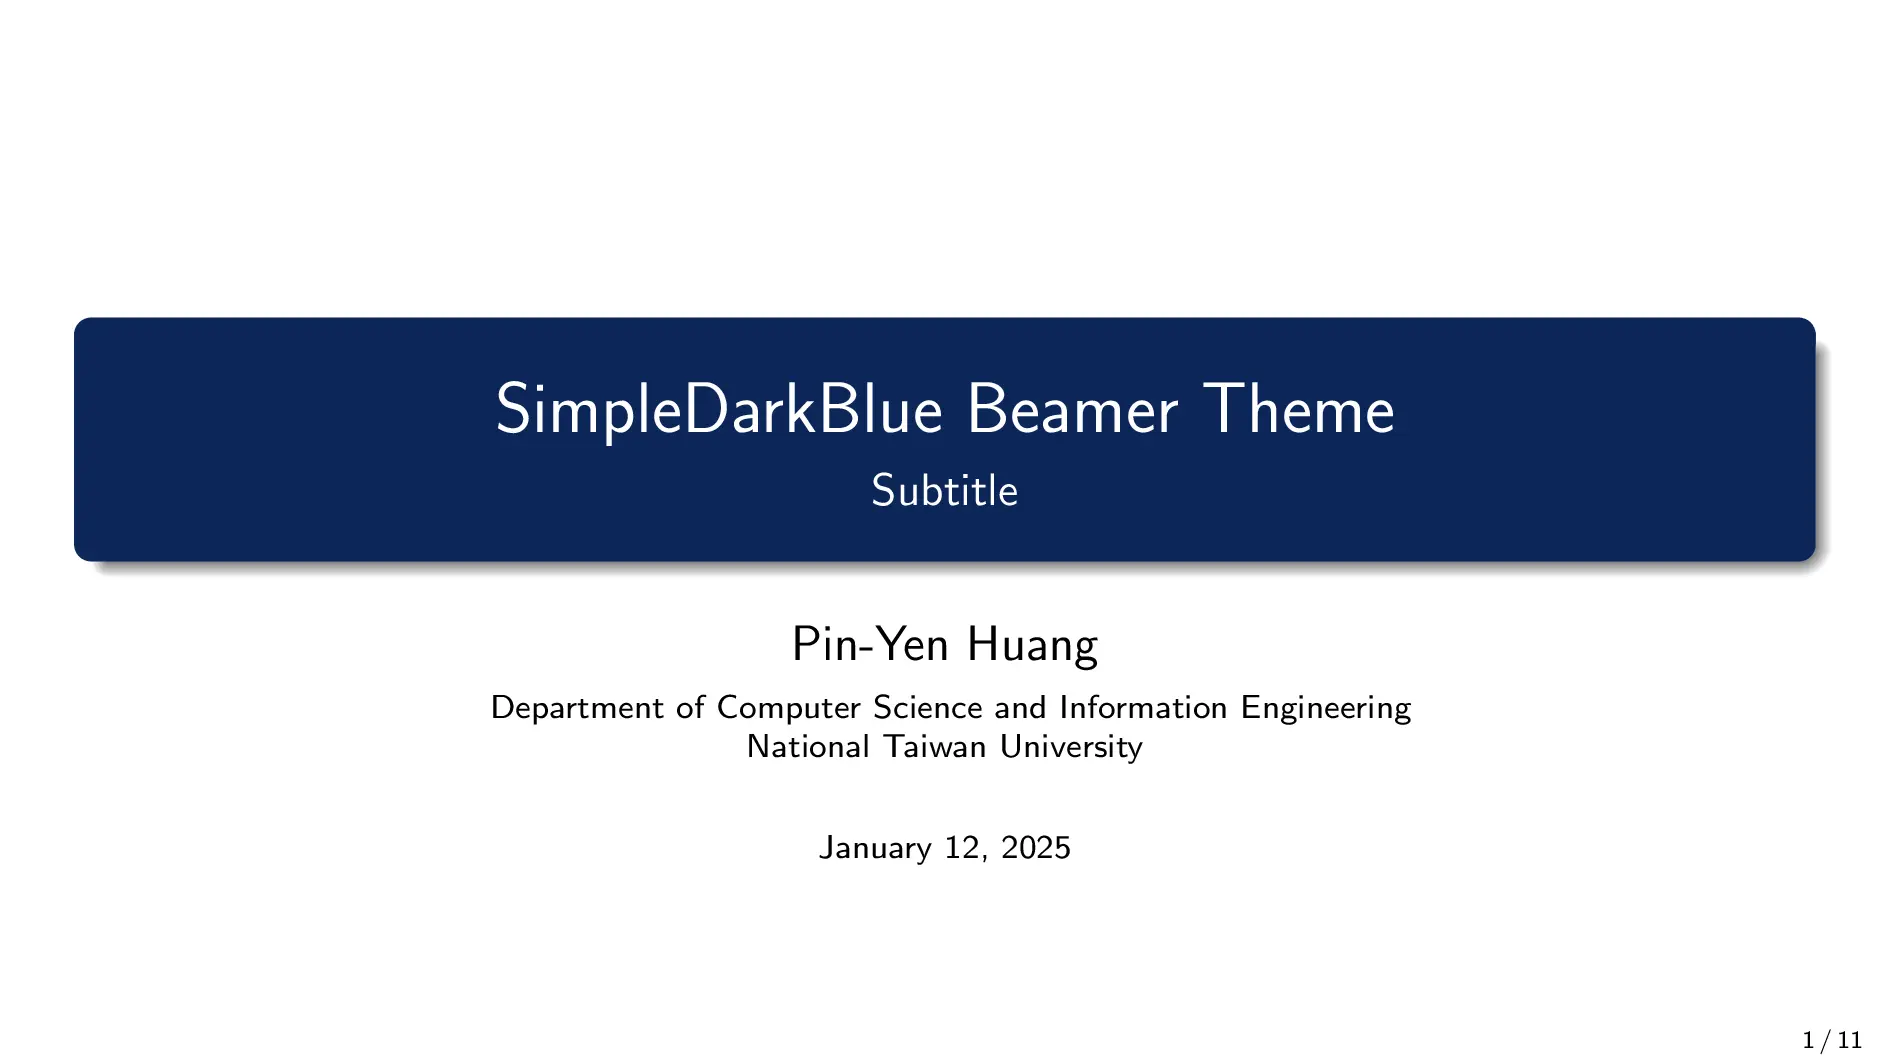 SimpleDarkBlue Beamer Theme
Subtitle
Pin-Yen Huang
Department of Computer Science and Information Engineering
National Taiwan University
January 12, 2025
1 / 11